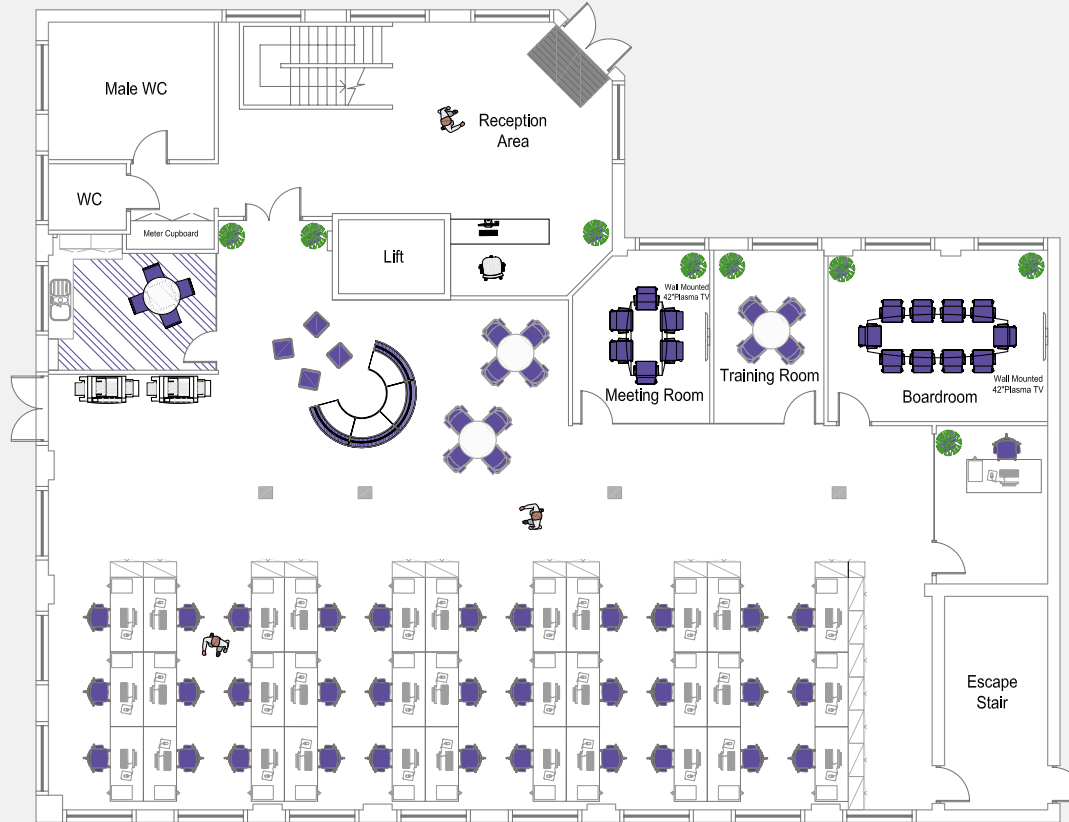 Male WC
Reception
Area
WC
Meter Cupboard
Lift
Wall Mounted
42"Plasma TV
Meeting Room
Training Room
Wall Mounted
42"Plasma TV
Boardroom
Escape
Stair